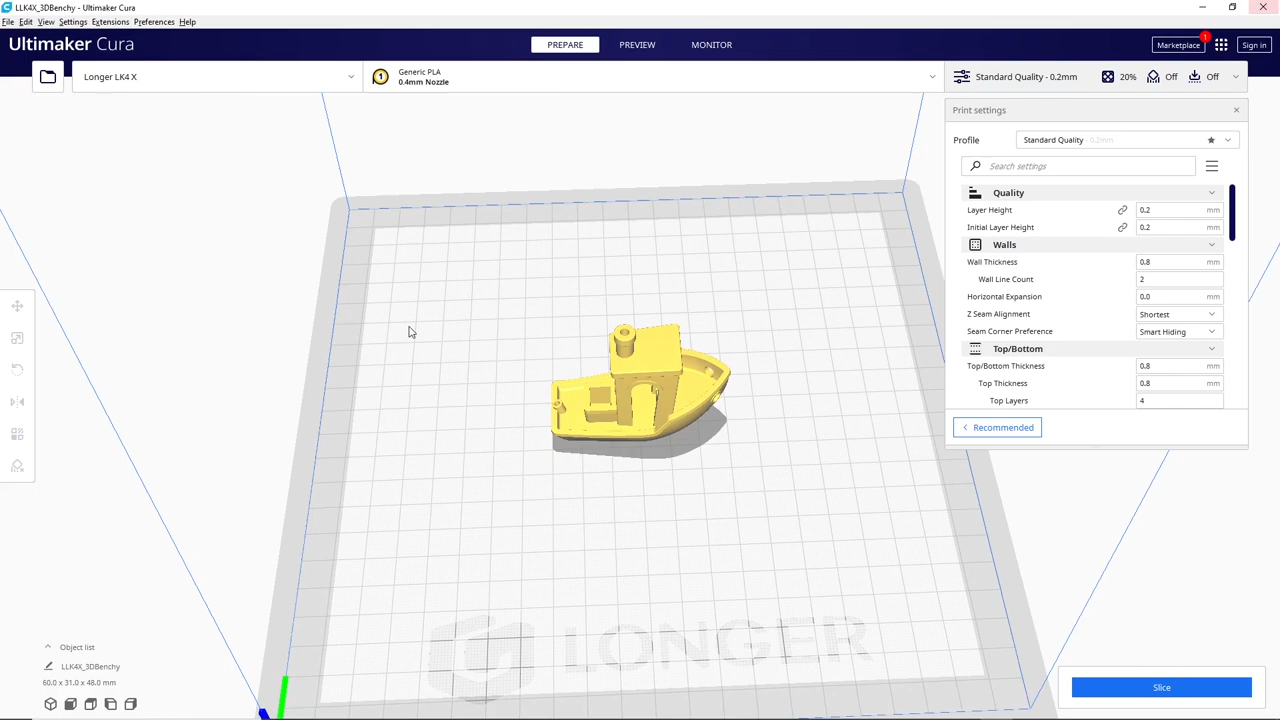 LLK4X_3DBenchy - Ultimaker Cura
File Edit View Settings Extensions Preferences Help
Ultimaker Cura
PREPARE
PREVIEW
MONITOR
Marketplace
1
Sign in
Longer LK4 X
1
Generic PLA
0.4mm Nozzle
Standard Quality - 0.2mm
20%
Off
Off
Print settings
Profile
Standard Quality - 0.2mm
Search settings
Quality
Layer Height 0.2 mm
Initial Layer Height 0.2 mm
Walls
Wall Thickness 0.8 mm
Wall Line Count 2
Horizontal Expansion 0.0 mm
Z Seam Alignment Shortest
Seam Corner Preference Smart Hiding
Top/Bottom
Top/Bottom Thickness 0.8 mm
Top Thickness 0.8 mm
Top Layers 4
Recommended
LONGER
Object list
LLK4X_3DBenchy
60.0 x 31.0 x 48.0 mm
Slice